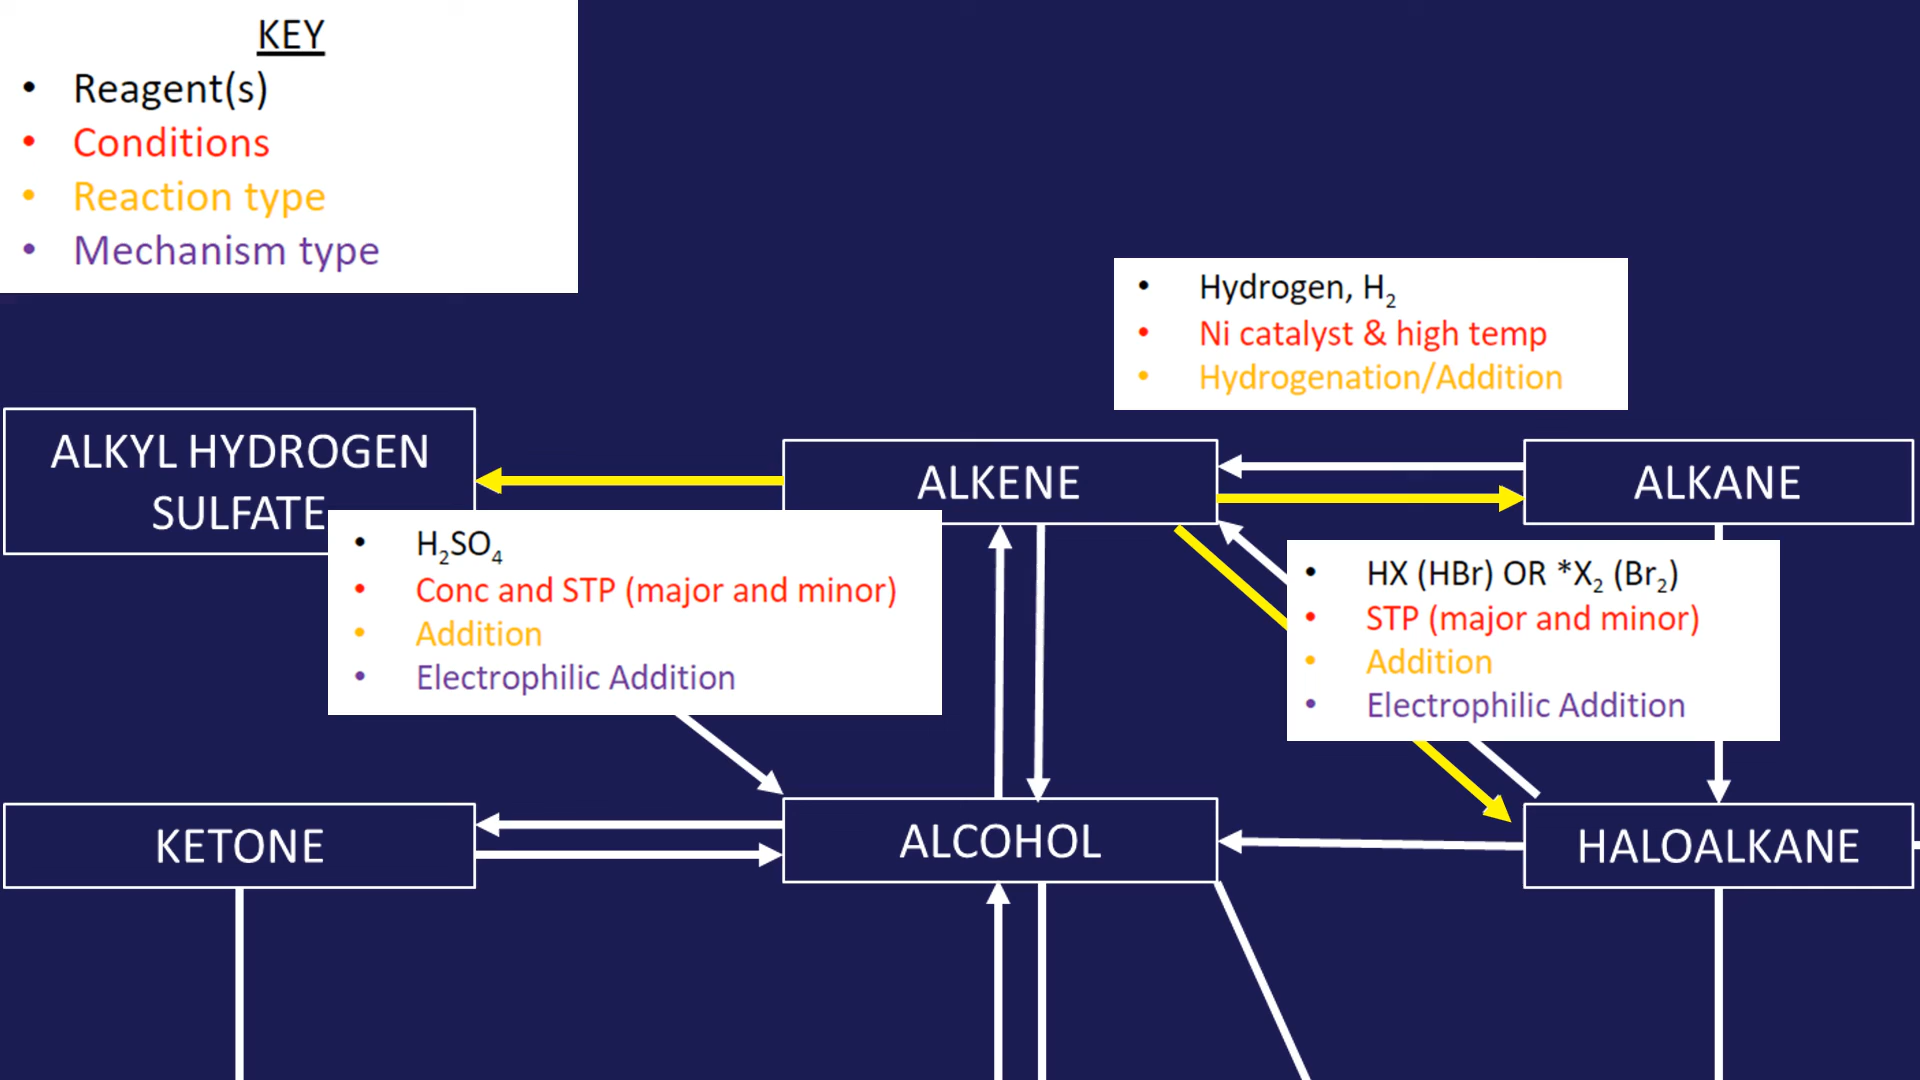 KEY
• Reagent(s)
• Conditions
• Reaction type
• Mechanism type
• Hydrogen, H₂
• Ni catalyst & high temp
• Hydrogenation/Addition
ALKYL HYDROGEN
SULFATE
ALKENE
ALKANE
• H₂SO₄
• Conc and STP (major and minor)
• Addition
• Electrophilic Addition
• HX (HBr) OR *X₂ (Br₂)
• STP (major and minor)
• Addition
• Electrophilic Addition
KETONE
ALCOHOL
HALOALKANE